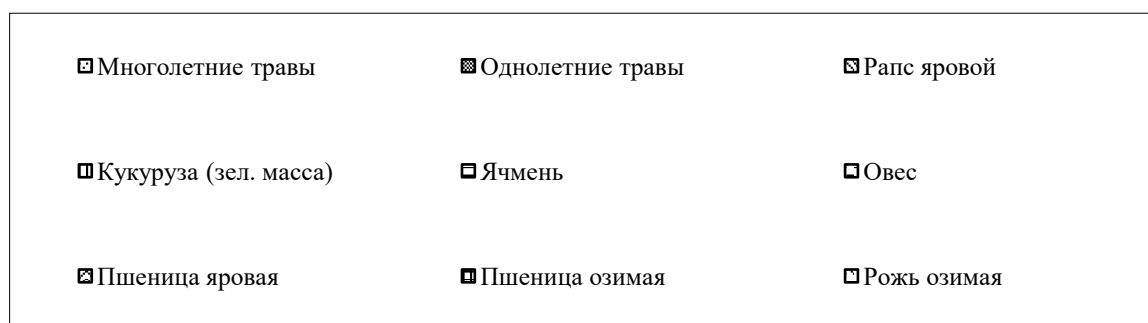 Многолетние травы Однолетние травы Рапс яровой
Кукуруза (зел. масса) Ячмень Овес
Пшеница яровая Пшеница озимая Рожь озимая